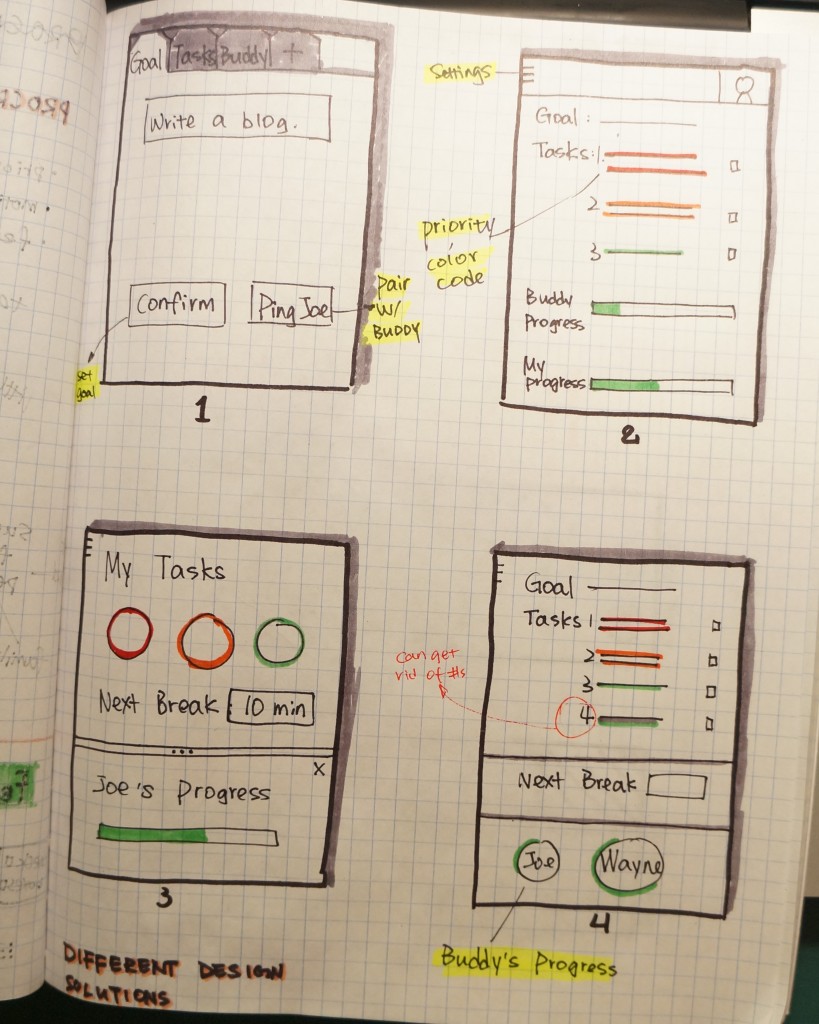 Goal Tasks Buddy +
Write a blog.
Confirm
Ping Joe
Pair
w/
BUDDY
set
goal
1
Settings
Goal :
Tasks: 1.
2
3
priority
color
code
Buddy
Progress
My
progress
2
My Tasks
Next Break : 10 min
x
Joe's Progress
3
Goal
Tasks 1
2
3
4
can get
rid of #s
Next Break
Joe
Wayne
4
Buddy's Progress
DIFFERENT DESIGN
SOLUTIONS